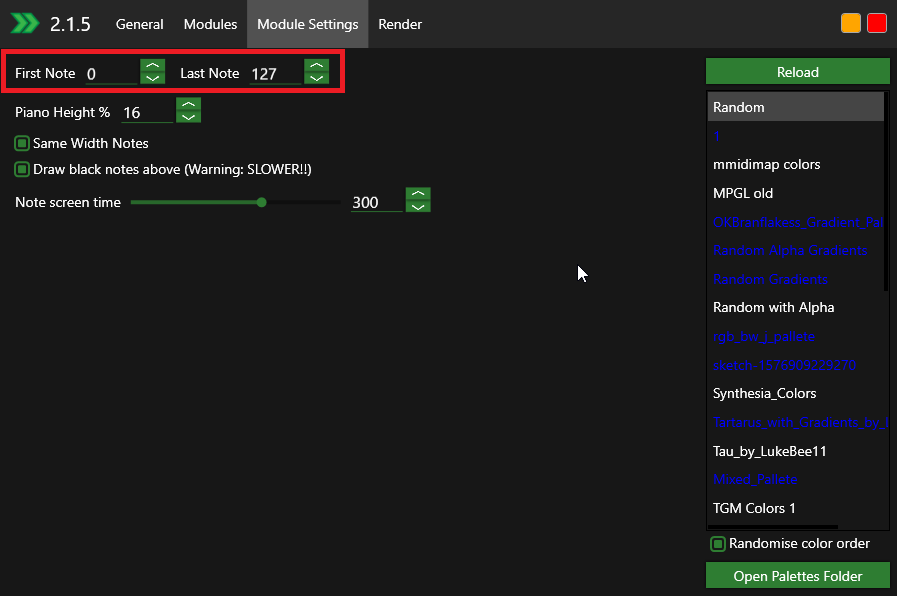 2.1.5 General Modules Module Settings Render
First Note 0 Last Note 127
Piano Height % 16
Same Width Notes
Draw black notes above (Warning: SLOWER!!)
Note screen time 300
Reload
Random
1
mmidimap colors
MPGL old
Random Alpha Gradients
Random Gradients
Random with Alpha
rgb_bw_i_pallete
sketch-1576909229270
Synthesia_Colors
Tartarus_with_Gradients_by_
Tau_by_LukeBee11
Mixed_Pallete
TGM Colors 1
Randomise color order
Open Palettes Folder